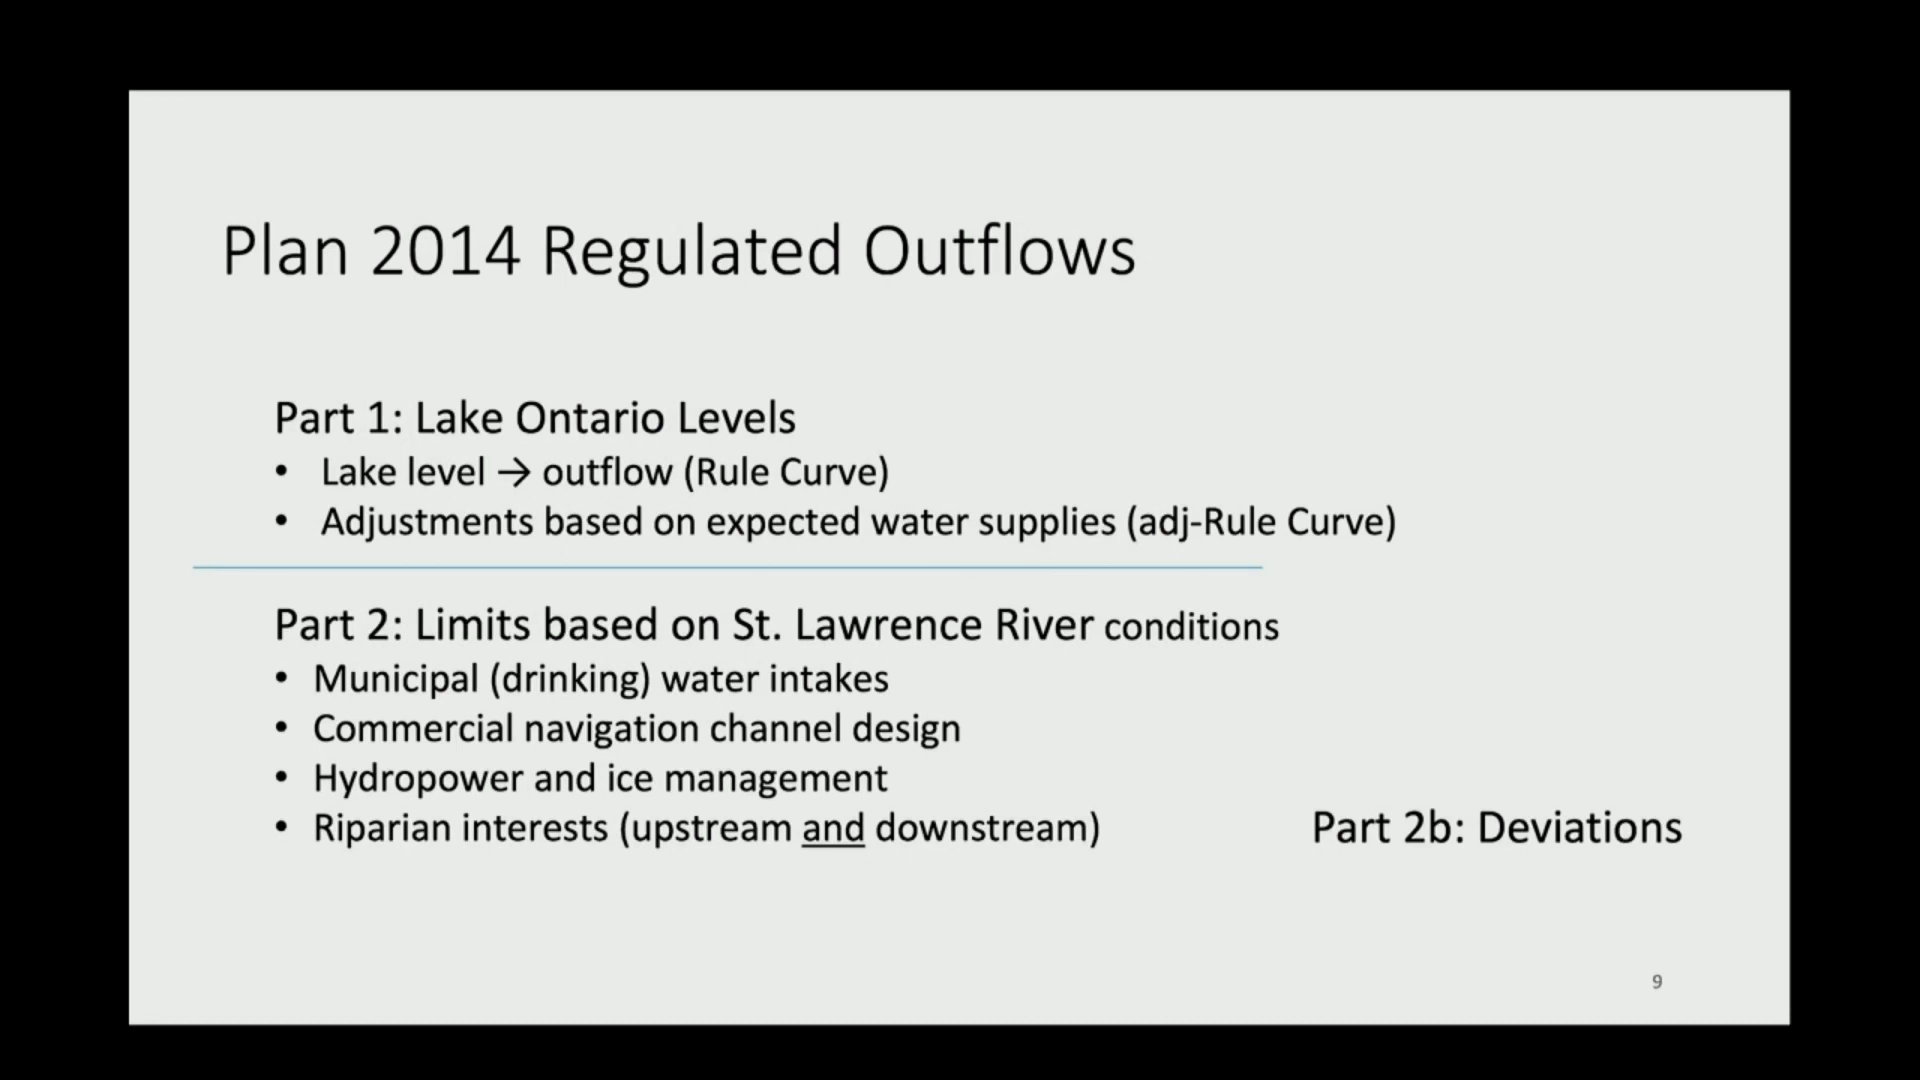 Plan 2014 Regulated Outflows
Part 1: Lake Ontario Levels
• Lake level → outflow (Rule Curve)
• Adjustments based on expected water supplies (adj-Rule Curve)
Part 2: Limits based on St. Lawrence River conditions
• Municipal (drinking) water intakes
• Commercial navigation channel design
• Hydropower and ice management
• Riparian interests (upstream and downstream)
Part 2b: Deviations
9